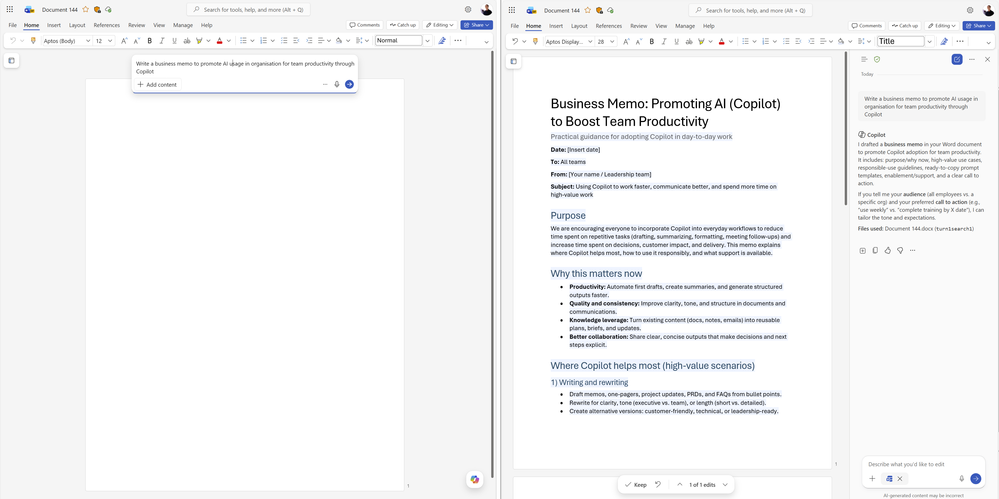 Document 144
Search for tools, help, and more (Alt + Q)
File Home Insert Layout References Review View Manage Help
Comments Catch up Editing Share
Aptos (Body) 12 Normal
Write a business memo to promote AI usage in organisation for team productivity through
Copilot
Add content
1
Document 144
Search for tools, help, and more (Alt + Q)
File Home Insert Layout References Review View Manage Help
Comments Catch up Editing Share
Aptos Display... 28 Title
Business Memo: Promoting AI (Copilot)
to Boost Team Productivity
Practical guidance for adopting Copilot in day-to-day work
Date: [Insert date]
To: All teams
From: [Your name / Leadership team]
Subject: Using Copilot to work faster, communicate better, and spend more time on
high-value work
Purpose
We are encouraging everyone to incorporate Copilot into everyday workflows to reduce
time spent on repetitive tasks (drafting, summarizing, formatting, meeting follow-ups) and
increase time spent on decisions, customer impact, and delivery. This memo explains
where Copilot helps most, how to use it responsibly, and what support is available.
Why this matters now
• Productivity: Automate first drafts, create summaries, and generate structured
outputs faster.
• Quality and consistency: Improve clarity, tone, and structure in documents and
communications.
• Knowledge leverage: Turn existing content (docs, notes, emails) into reusable
plans, briefs, and updates.
• Better collaboration: Share clear, concise outputs that make decisions and next
steps explicit.
Where Copilot helps most (high-value scenarios)
1) Writing and rewriting
• Draft memos, one-pagers, project updates, PRDs, and FAQs from bullet points.
• Rewrite for clarity, tone (executive vs. team), or length (short vs. detailed).
• Create alternative versions: customer-friendly, technical, or leadership-ready.
1
Keep 1 of 1 edits
Today
Write a business memo to promote AI usage in
organisation for team productivity through
Copilot
Copilot
I drafted a business memo in your Word document
to promote Copilot adoption for team productivity.
It includes: purpose/why now, high-value use cases,
responsible-use guidelines, ready-to-copy prompt
templates, enablement/support, and a clear call to
action.
If you tell me your audience (all employees vs. a
specific org) and your preferred call to action (e.g.,
"use weekly" vs. "complete training by X date"), I can
tailor the tone and expectations.
Files used: Document 144.docx (turn1search1)
Describe what you'd like to edit
AI-generated content may be incorrect